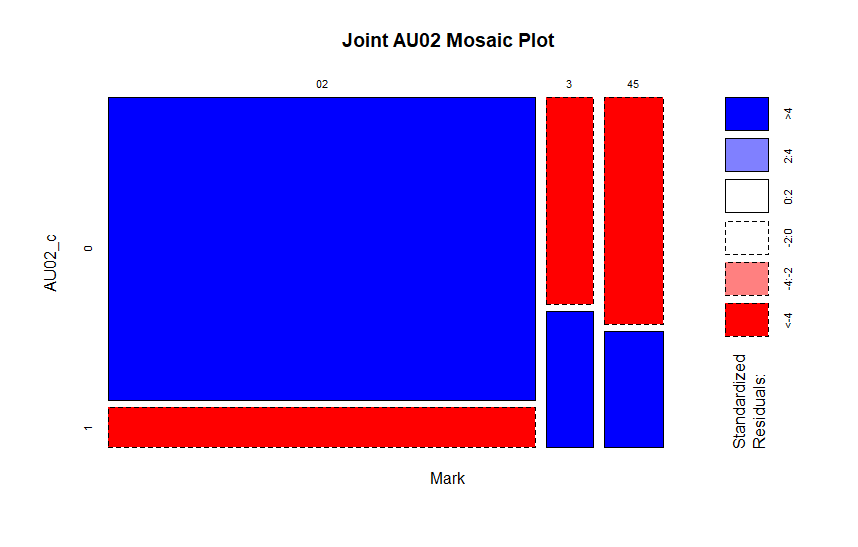 Joint AU02 Mosaic Plot
02
3
45
AU02_c
0
1
Mark
>4
2:4
0:2
-2:0
-4:-2
<-4
Standardized
Residuals: